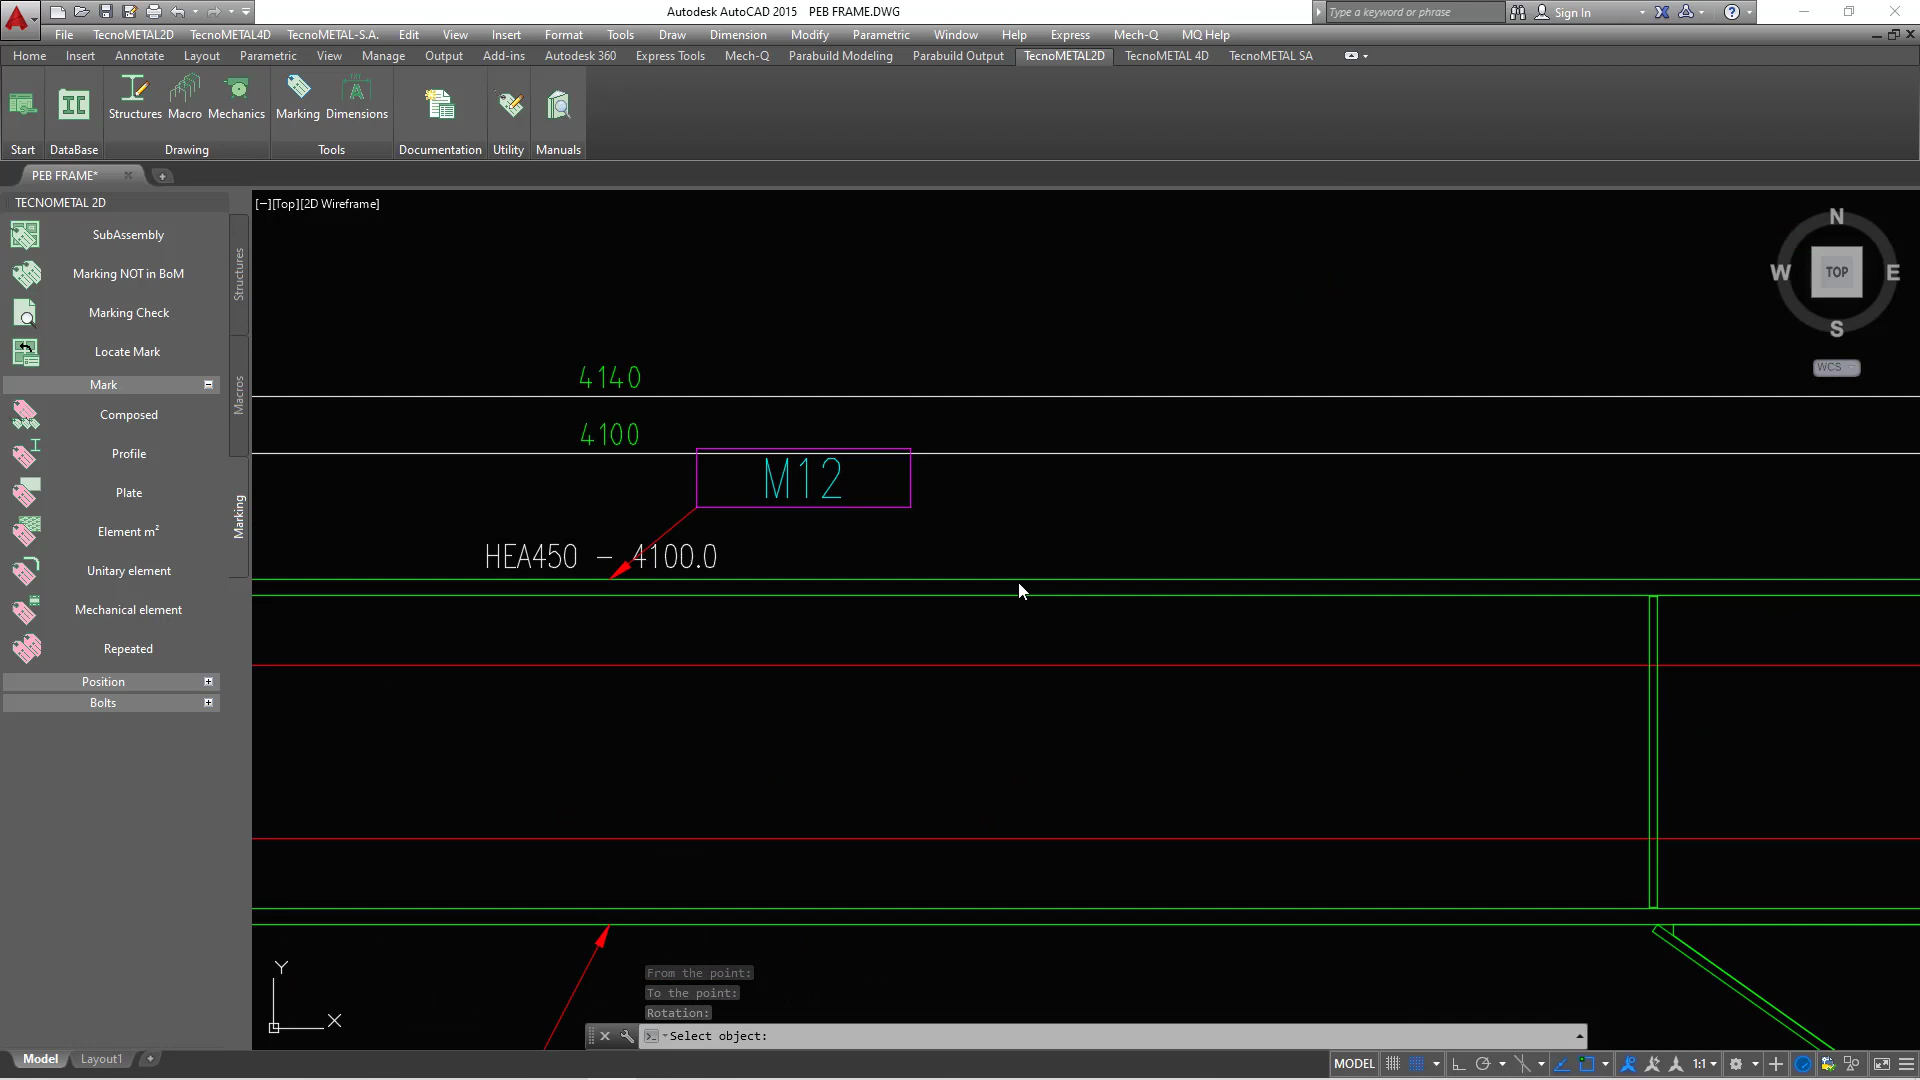 Autodesk AutoCAD 2015 PEB FRAME.DWG
Type a keyword or phrase
Sign In
File TecnoMETAL2D TecnoMETAL4D TecnoMETAL-S.A. Edit View Insert Format Tools Draw Dimension Modify Parametric Window Help Express Mech-Q MQ Help
Home Insert Annotate Layout Parametric View Manage Output Add-ins Autodesk 360 Express Tools Mech-Q Parabuild Modeling Parabuild Output TecnoMETAL2D TecnoMETAL 4D TecnoMETAL SA
Structures Macro Mechanics Marking Dimensions
Start DataBase Drawing Tools Documentation Utility Manuals
PEB FRAME*
TECNOMETAL 2D
[−][Top][2D Wireframe]
SubAssembly
Marking NOT in BoM
Marking Check
Locate Mark
Mark
Composed
Profile
Plate
Element m²
Unitary element
Mechanical element
Repeated
Position
Bolts
Structures
Macros
Marking
N
W TOP E
S
WCS
4140
4100
M12
HEA450 - 4100.0
Y
X
From the point:
To the point:
Rotation:
Select object:
Model Layout1
MODEL 1:1